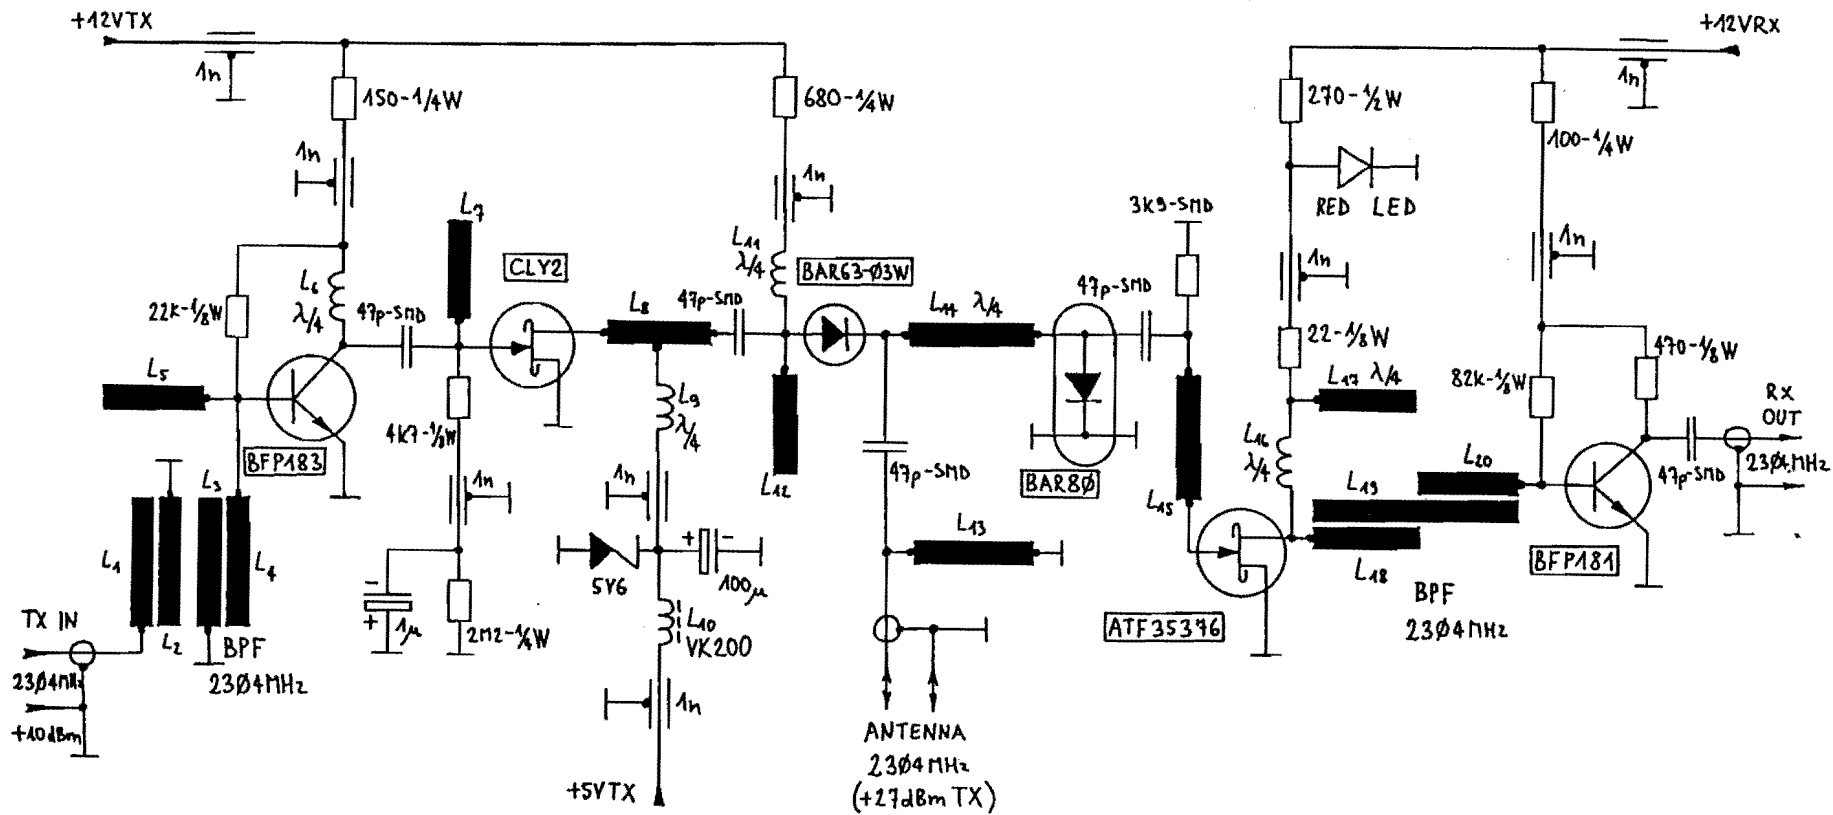 +12VTX
1n
150-1/4W
1n
L6
λ/4
22k-1/8W
L5
BFP183
L1
L2
L3
L4
BPF
2304MHz
TX IN
2304MHz
+10dBm
47p-SMD
L7
CLY2
4k7-1/8W
1n
1μ
-
+
2M2-1/4W
L8
47p-SMD
L9
λ/4
1n
5V6
+
-
100μ
L10
VK200
1n
+5VTX
680-1/4W
1n
L11
λ/4
BAR63-03W
L12
L14 λ/4
47p-SMD
L13
ANTENNA
2304MHz
(+27dBm TX)
BAR80
47p-SMD
3k9-SMD
L15
ATF35376
+12VRX
1n
270-1/2W
RED LED
1n
22-1/8W
L17 λ/4
L16
λ/4
L18
L19
L20
BPF
2304MHz
100-1/4W
1n
82k-1/8W
470-1/8W
BFP181
47p-SMD
RX
OUT
2304MHz